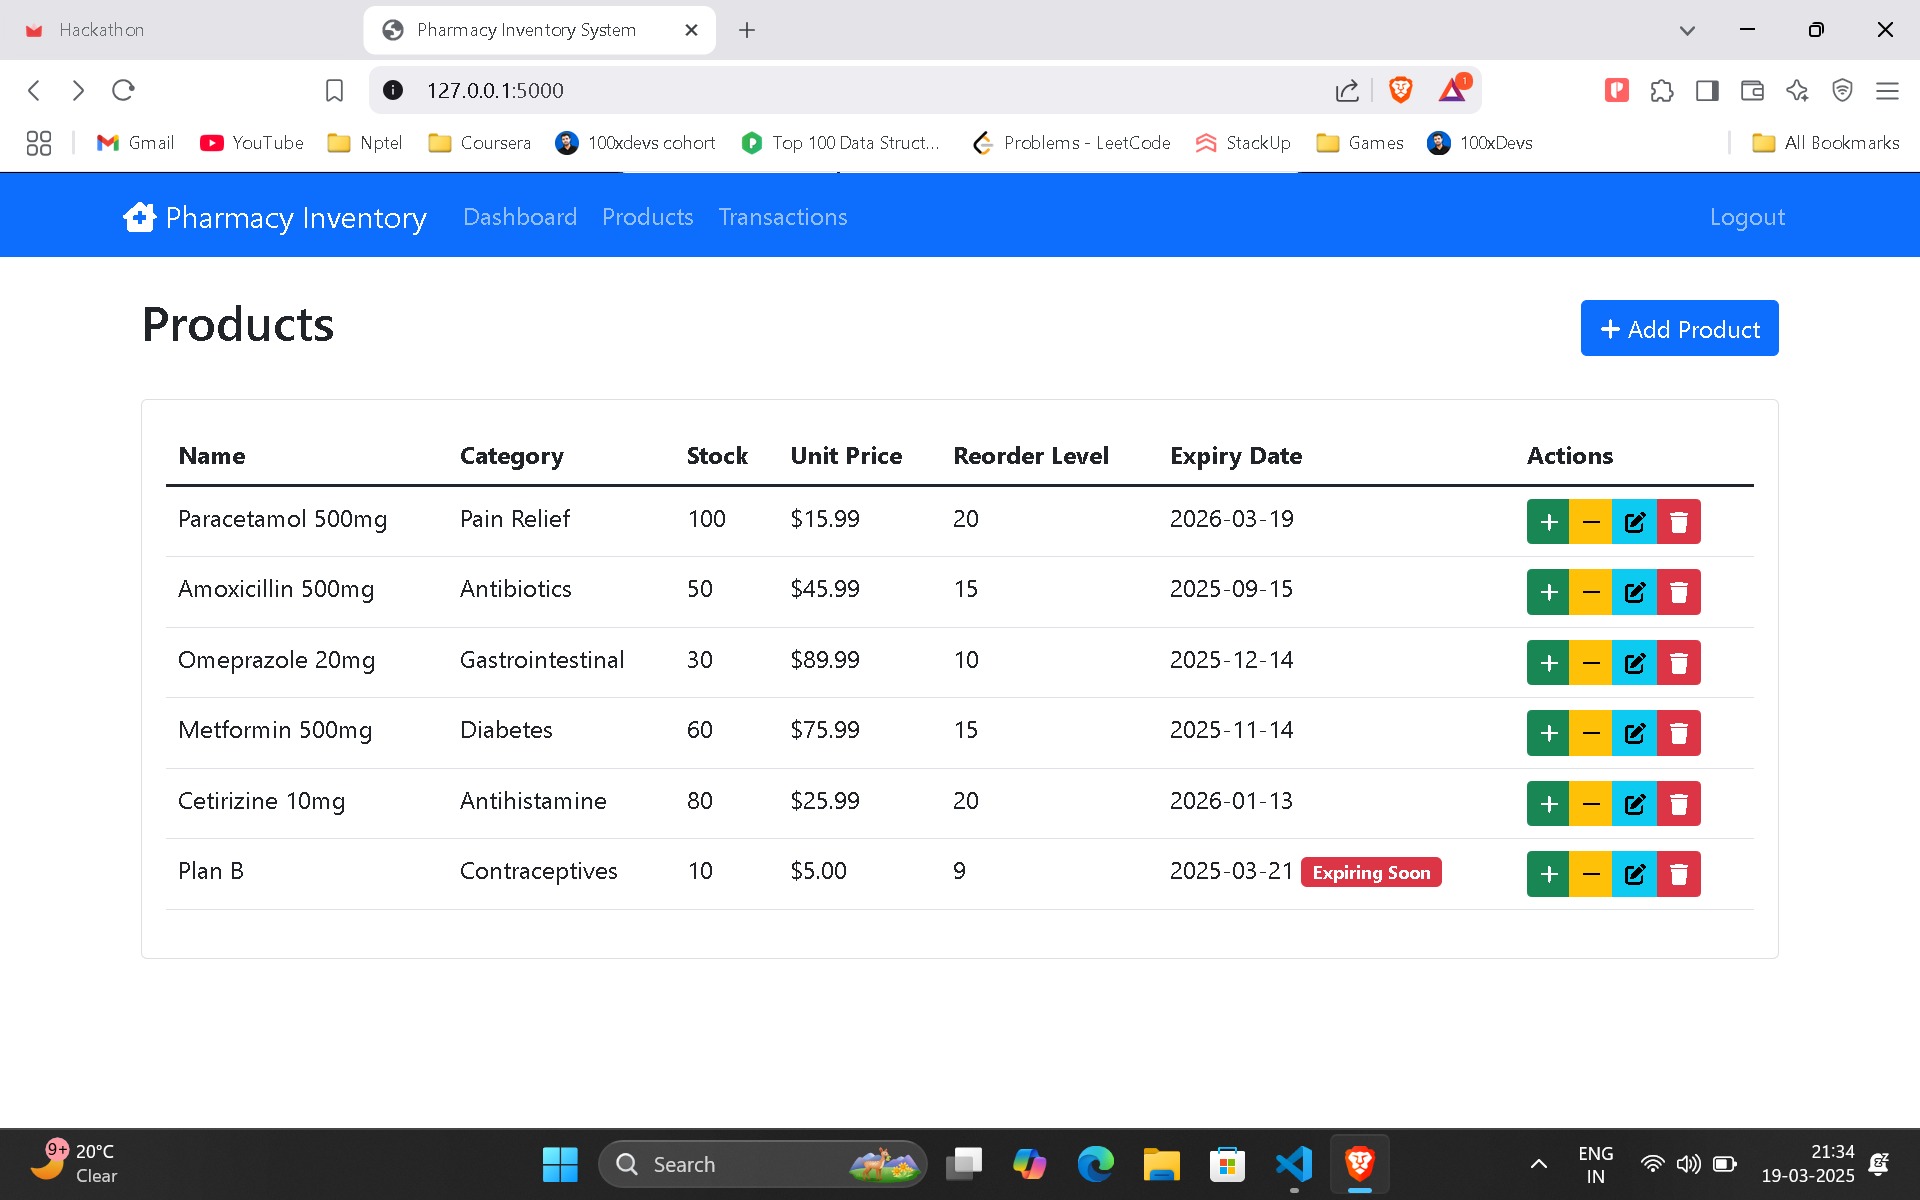 Hackathon
Pharmacy Inventory System
127.0.0.1:5000
1
Gmail YouTube Nptel Coursera 100xdevs cohort Top 100 Data Struct... Problems - LeetCode StackUp Games 100xDevs All Bookmarks
Pharmacy Inventory Dashboard Products Transactions Logout
Products
Add Product
Name Category Stock Unit Price Reorder Level Expiry Date Actions
Paracetamol 500mg Pain Relief 100 $15.99 20 2026-03-19
Amoxicillin 500mg Antibiotics 50 $45.99 15 2025-09-15
Omeprazole 20mg Gastrointestinal 30 $89.99 10 2025-12-14
Metformin 500mg Diabetes 60 $75.99 15 2025-11-14
Cetirizine 10mg Antihistamine 80 $25.99 20 2026-01-13
Plan B Contraceptives 10 $5.00 9 2025-03-21 Expiring Soon
9+ 20°C
Clear
Search
ENG
IN
21:34
19-03-2025